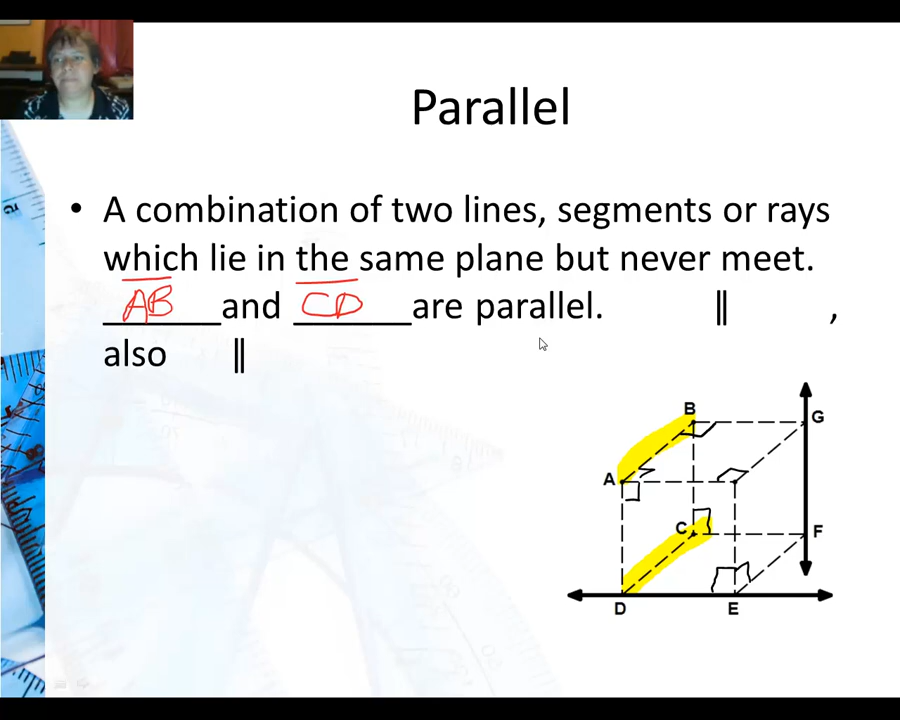 Parallel
• A combination of two lines, segments or rays
which lie in the same plane but never meet.
AB and CD are parallel. ∥ ,
also ∥
B
G
A
C
F
D
E